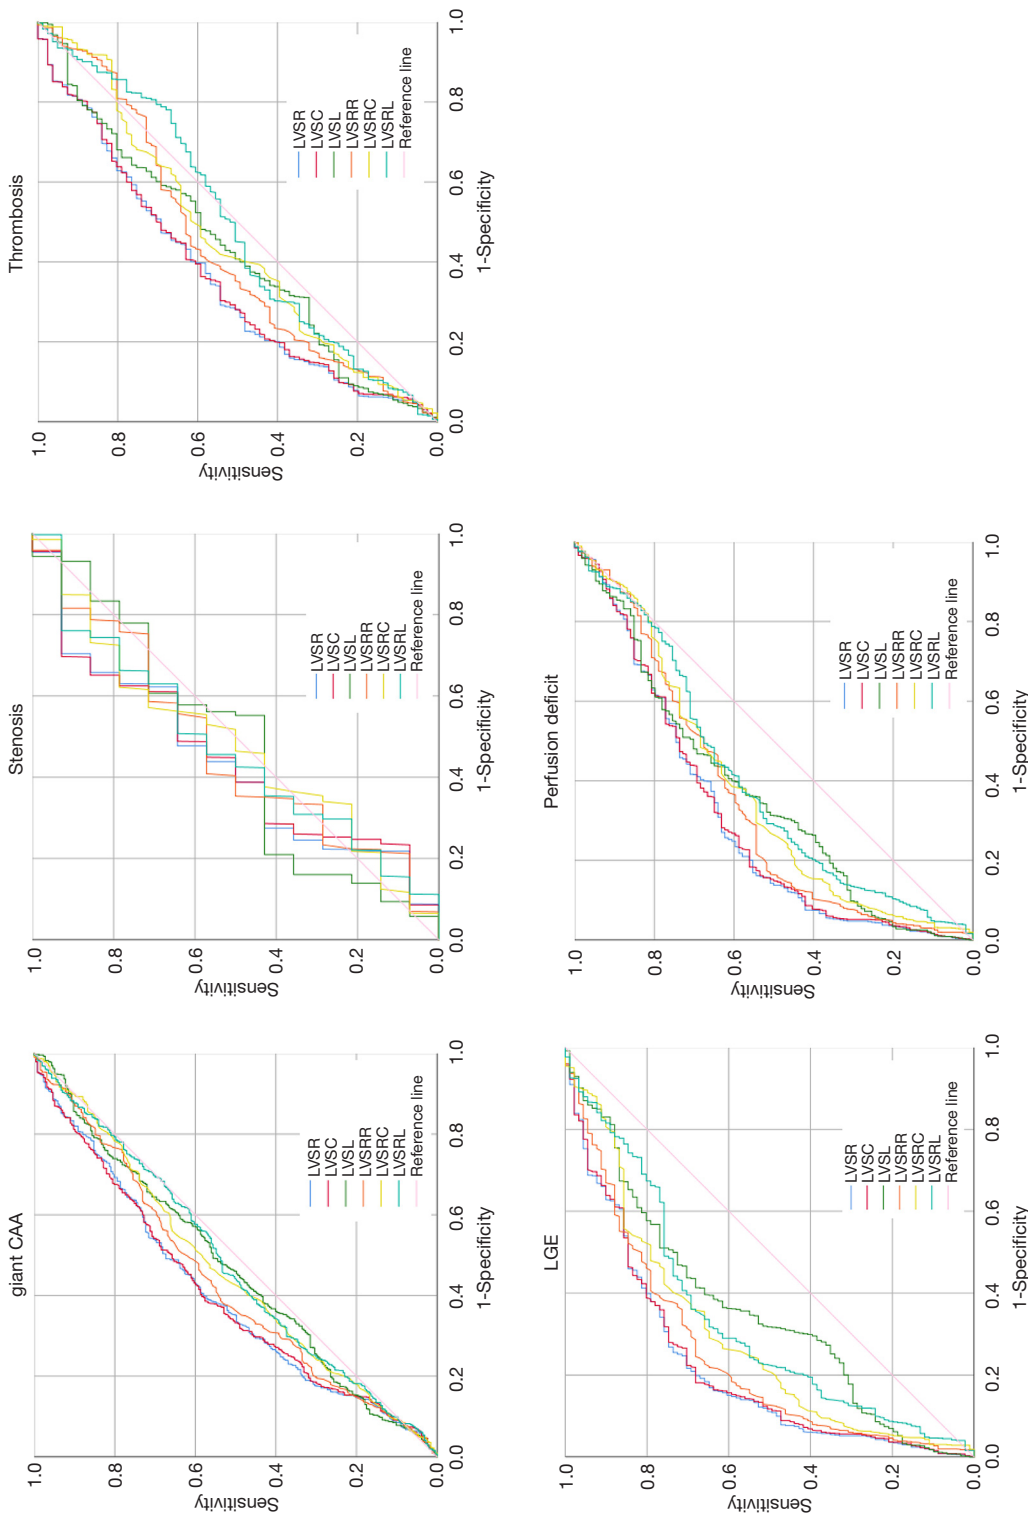 giant CAA
Sensitivity
1.0
0.8
0.6
0.4
0.2
0.0
0.0 0.2 0.4 0.6 0.8 1.0
1-Specificity
LVSR
LVSC
LVSL
LVSRR
LVSRC
LVSRL
Reference line
Stenosis
Sensitivity
1.0
0.8
0.6
0.4
0.2
0.0
0.0 0.2 0.4 0.6 0.8 1.0
1-Specificity
LVSR
LVSC
LVSL
LVSRR
LVSRC
LVSRL
Reference line
Thrombosis
Sensitivity
1.0
0.8
0.6
0.4
0.2
0.0
0.0 0.2 0.4 0.6 0.8 1.0
1-Specificity
LVSR
LVSC
LVSL
LVSRR
LVSRC
LVSRL
Reference line
LGE
Sensitivity
1.0
0.8
0.6
0.4
0.2
0.0
0.0 0.2 0.4 0.6 0.8 1.0
1-Specificity
LVSR
LVSC
LVSL
LVSRR
LVSRC
LVSRL
Reference line
Perfusion deficit
Sensitivity
1.0
0.8
0.6
0.4
0.2
0.0
0.0 0.2 0.4 0.6 0.8 1.0
1-Specificity
LVSR
LVSC
LVSL
LVSRR
LVSRC
LVSRL
Reference line